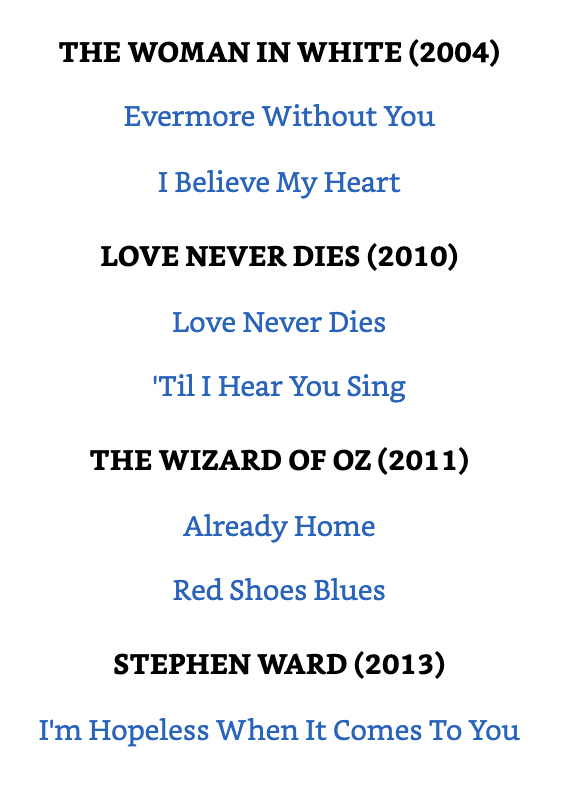 THE WOMAN IN WHITE (2004)
Evermore Without You
I Believe My Heart
LOVE NEVER DIES (2010)
Love Never Dies
'Til I Hear You Sing
THE WIZARD OF OZ (2011)
Already Home
Red Shoes Blues
STEPHEN WARD (2013)
I'm Hopeless When It Comes To You